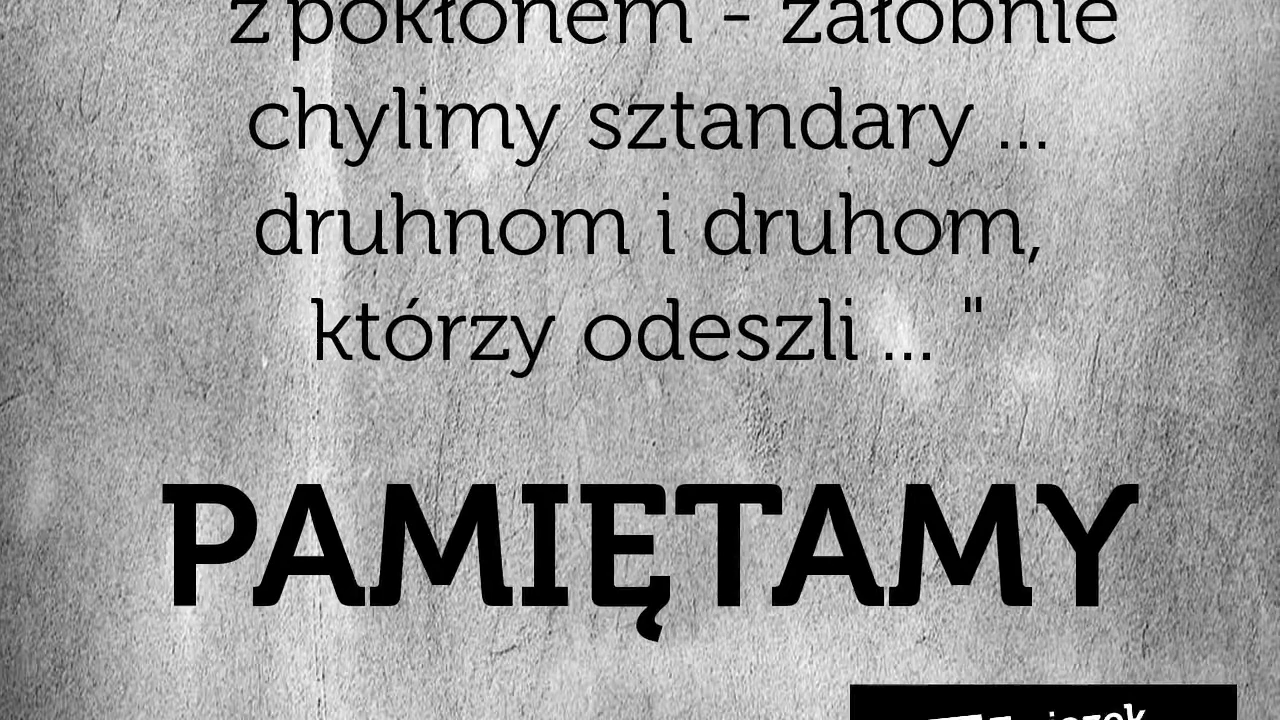 z pokłonem - żałobnie
chylimy sztandary ...
druhnom i druhom,
którzy odeszli ... "
PAMIĘTAMY